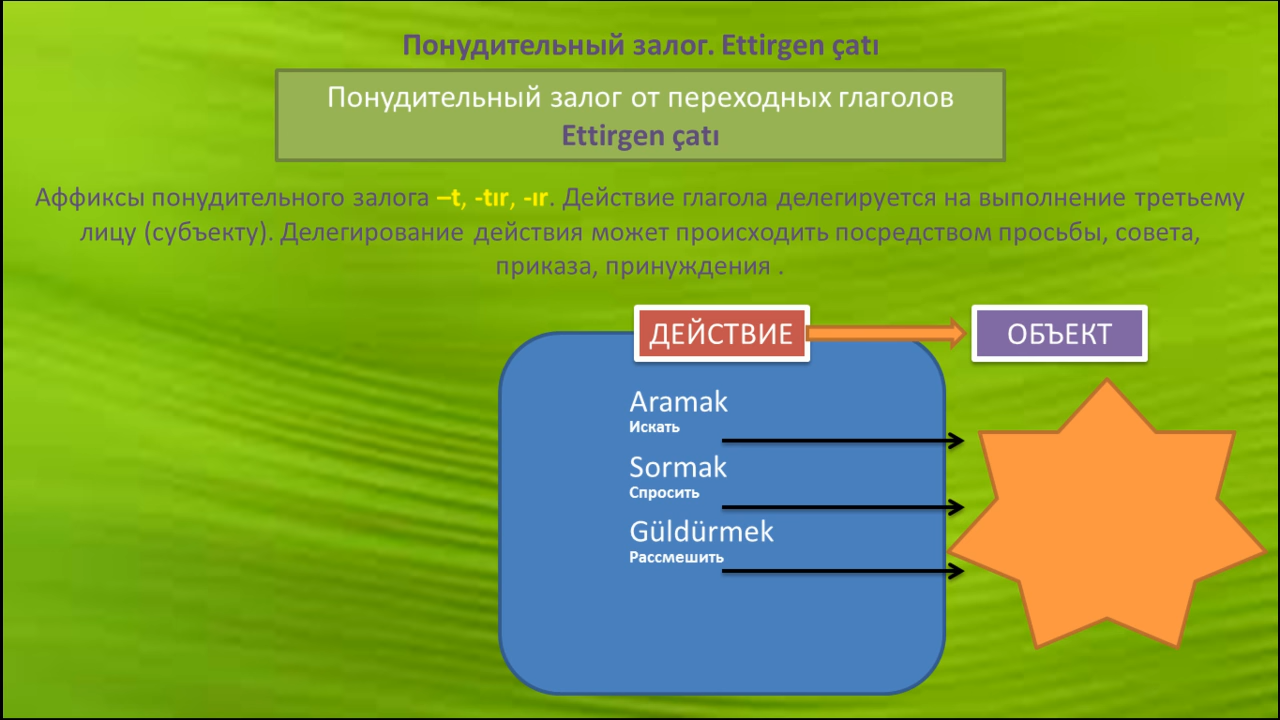 Понудительный залог. Ettirgen çatı
Понудительный залог от переходных глаголов
Ettirgen çatı
Аффиксы понудительного залога –t, -tır, -ır. Действие глагола делегируется на выполнение третьему
лицу (субъекту). Делегирование действия может происходить посредством просьбы, совета,
приказа, принуждения .
ДЕЙСТВИЕ
ОБЪЕКТ
Aramak
Искать
Sormak
Спросить
Güldürmek
Рассмешить